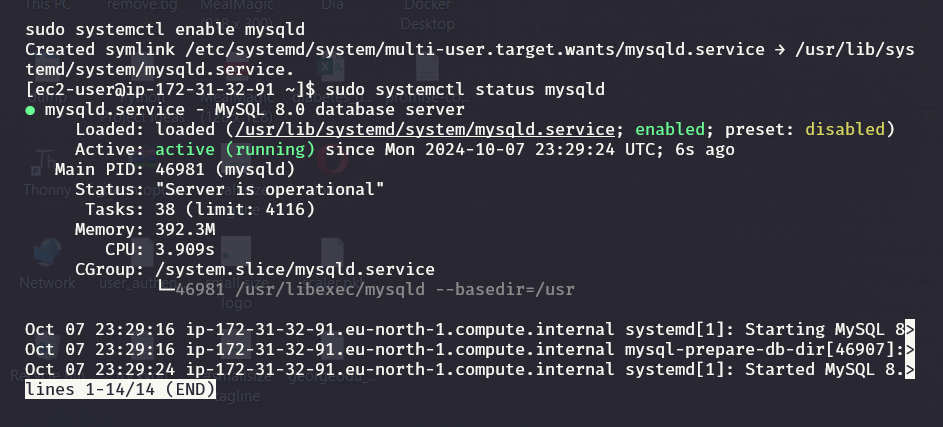 This PC remove.bg MealMagic Dia Docker
Desktop
sudo systemctl enable mysqld
Created symlink /etc/systemd/system/multi-user.target.wants/mysqld.service → /usr/lib/sys
temd/system/mysqld.service.
[ec2-user@ip-172-31-32-91 ~]$ sudo systemctl status mysqld
● mysqld.service - MySQL 8.0 database server
Loaded: loaded (/usr/lib/systemd/system/mysqld.service; enabled; preset: disabled)
Active: active (running) since Mon 2024-10-07 23:29:24 UTC; 6s ago
Main PID: 46981 (mysqld)
Thonny
Status: "Server is operational"
Tasks: 38 (limit: 4116)
Memory: 392.3M
CPU: 3.909s
CGroup: /system.slice/mysqld.service
Network
└─46981 /usr/libexec/mysqld --basedir=/usr
logo
Oct 07 23:29:16 ip-172-31-32-91.eu-north-1.compute.internal systemd[1]: Starting MySQL 8>
Oct 07 23:29:16 ip-172-31-32-91.eu-north-1.compute.internal mysql-prepare-db-dir[46907]:>
Oct 07 23:29:24 ip-172-31-32-91.eu-north-1.compute.internal systemd[1]: Started MySQL 8.>
lines 1-14/14 (END)
tagline